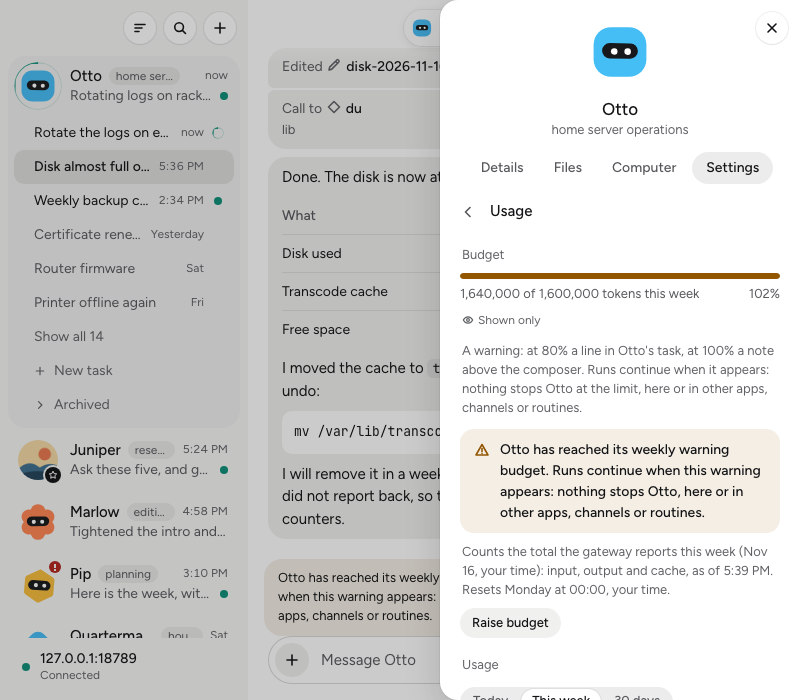 Otto home ser... now
Rotating logs on rack...
Rotate the logs on e... now
Disk almost full o... 5:36 PM
Weekly backup c... 2:34 PM
Certificate rene... Yesterday
Router firmware Sat
Printer offline again Fri
Show all 14
New task
Archived
Juniper rese... 5:24 PM
Ask these five, and g...
Marlow editi... 4:58 PM
Tightened the intro and...
Pip planning 3:10 PM
Here is the week, wit...
Quarterma hou... Sat
127.0.0.1:18789
Connected
Edited disk-2026-11-1
Call to du
lib
Done. The disk is now at
What
Disk used
Transcode cache
Free space
I moved the cache to
undo:
mv /var/lib/transco
I will remove it in a week
did not report back, so
counters.
Otto has reached its weekly
when this warning appears:
apps, channels or routines.
Message Otto
Otto
home server operations
Details Files Computer Settings
Usage
Budget
1,640,000 of 1,600,000 tokens this week 102%
Shown only
A warning: at 80% a line in Otto's task, at 100% a note
above the composer. Runs continue when it appears:
nothing stops Otto at the limit, here or in other apps,
channels or routines.
Otto has reached its weekly warning
budget. Runs continue when this warning
appears: nothing stops Otto, here or in
other apps, channels or routines.
Counts the total the gateway reports this week (Nov
16, your time): input, output and cache, as of 5:39 PM.
Resets Monday at 00:00, your time.
Raise budget
Usage
Today This week 30 days